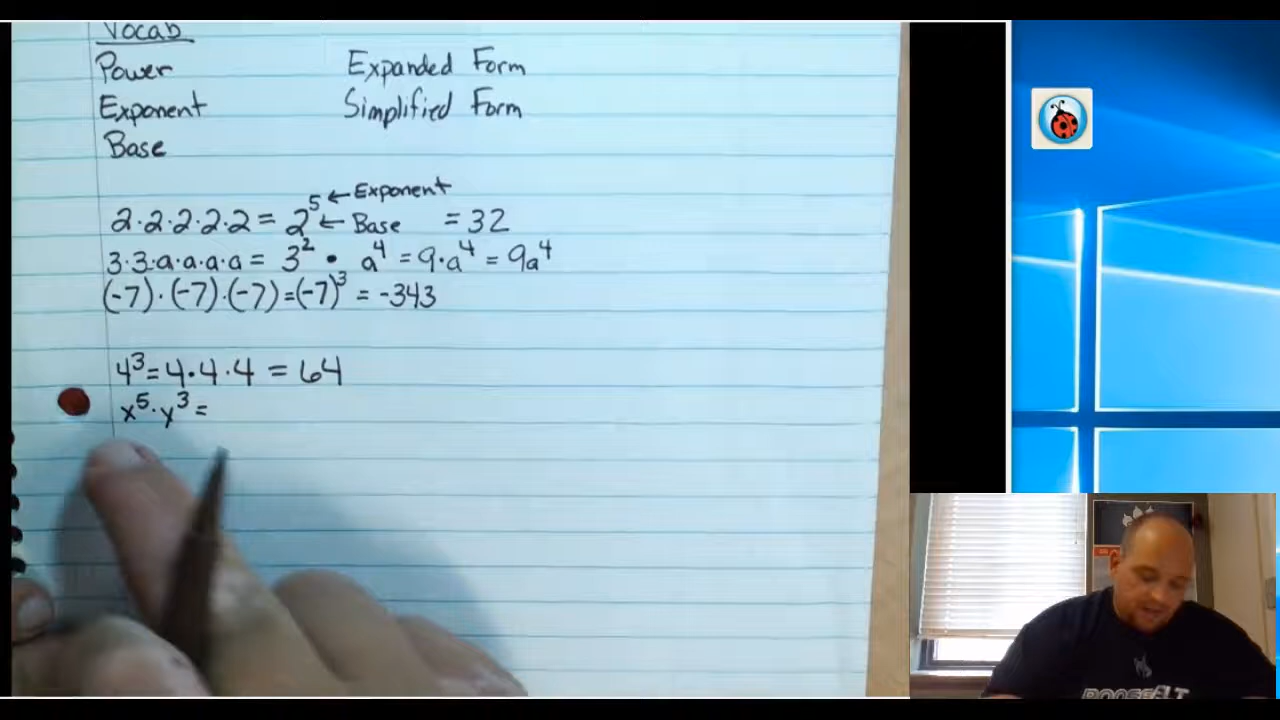 Vocab
Power Expanded Form
Exponent Simplified Form
Base
2·2·2·2·2 = 2⁵ ← Exponent
← Base = 32
3·3·a·a·a·a = 3² • a⁴ = 9·a⁴ = 9a⁴
(-7)·(-7)·(-7) = (-7)³ = -343
4³ = 4·4·4 = 64
x⁵·y³ =